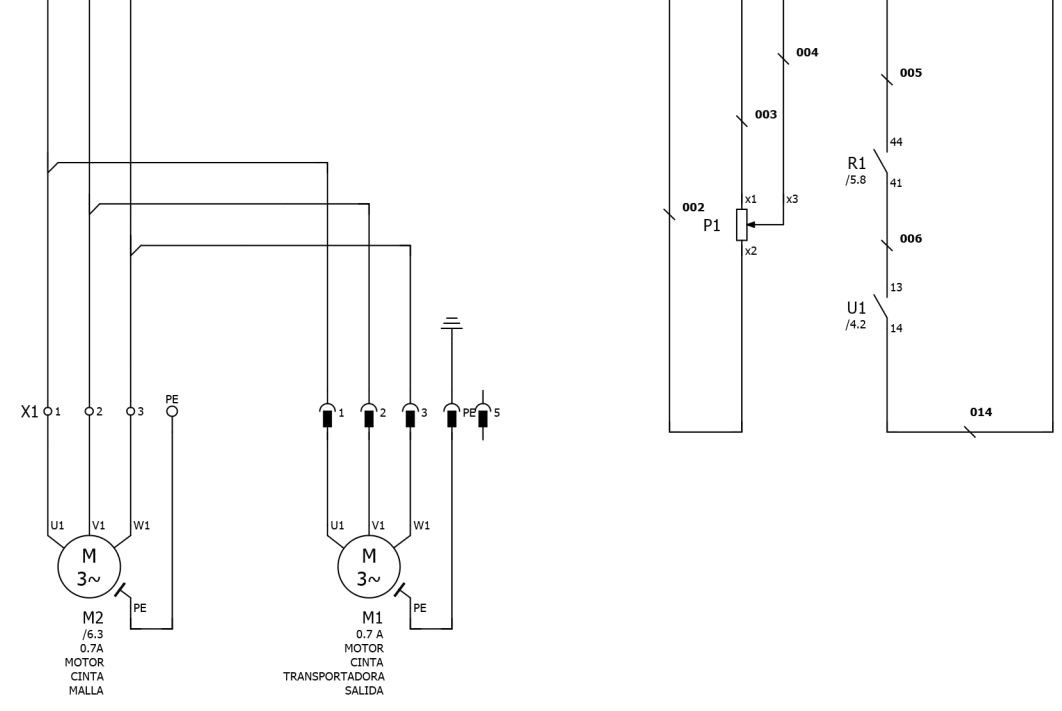 004
005
003
44
R1
/5.8
41
x1
x3
002
P1
006
x2
13
U1
/4.2
14
PE
X1
1
2
3
1
2
3
PE
5
014
U1
V1
W1
U1
V1
W1
M
3~
M
3~
PE
PE
M2
/6.3
0.7A
MOTOR
CINTA
MALLA
M1
0.7 A
MOTOR
CINTA
TRANSPORTADORA
SALIDA